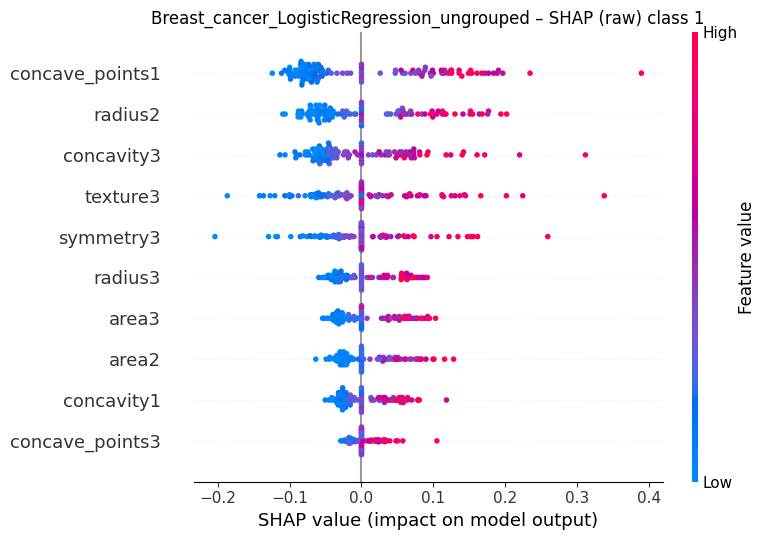 Breast_cancer_LogisticRegression_ungrouped – SHAP (raw) class 1
High
concave_points1
radius2
concavity3
texture3
symmetry3
radius3
area3
area2
concavity1
concave_points3
Feature value
Low
−0.2 −0.1 0.0 0.1 0.2 0.3 0.4
SHAP value (impact on model output)